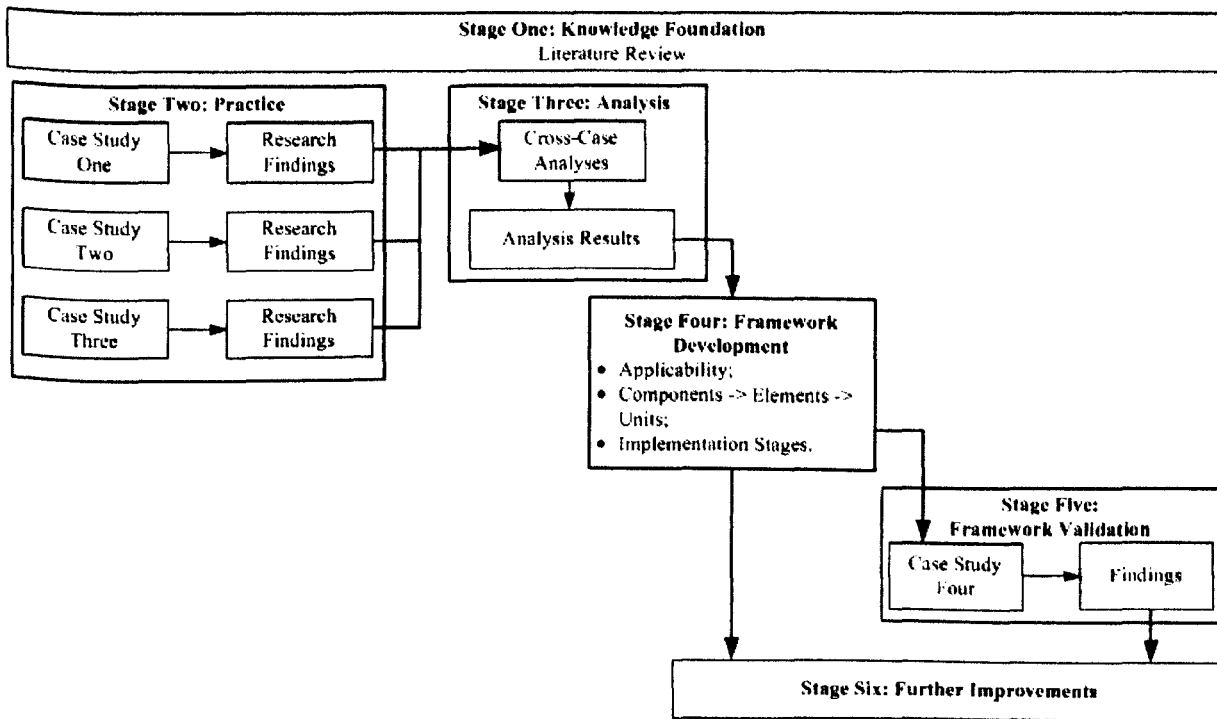 Stage One: Knowledge Foundation
Literature Review
Stage Two: Practice
Case Study
One
Research
Findings
Case Study
Two
Research
Findings
Case Study
Three
Research
Findings
Stage Three: Analysis
Cross-Case
Analyses
Analysis Results
Stage Four: Framework
Development
• Applicability;
• Components -> Elements ->
Units;
• Implementation Stages.
Stage Five:
Framework Validation
Case Study
Four
Findings
Stage Six: Further Improvements